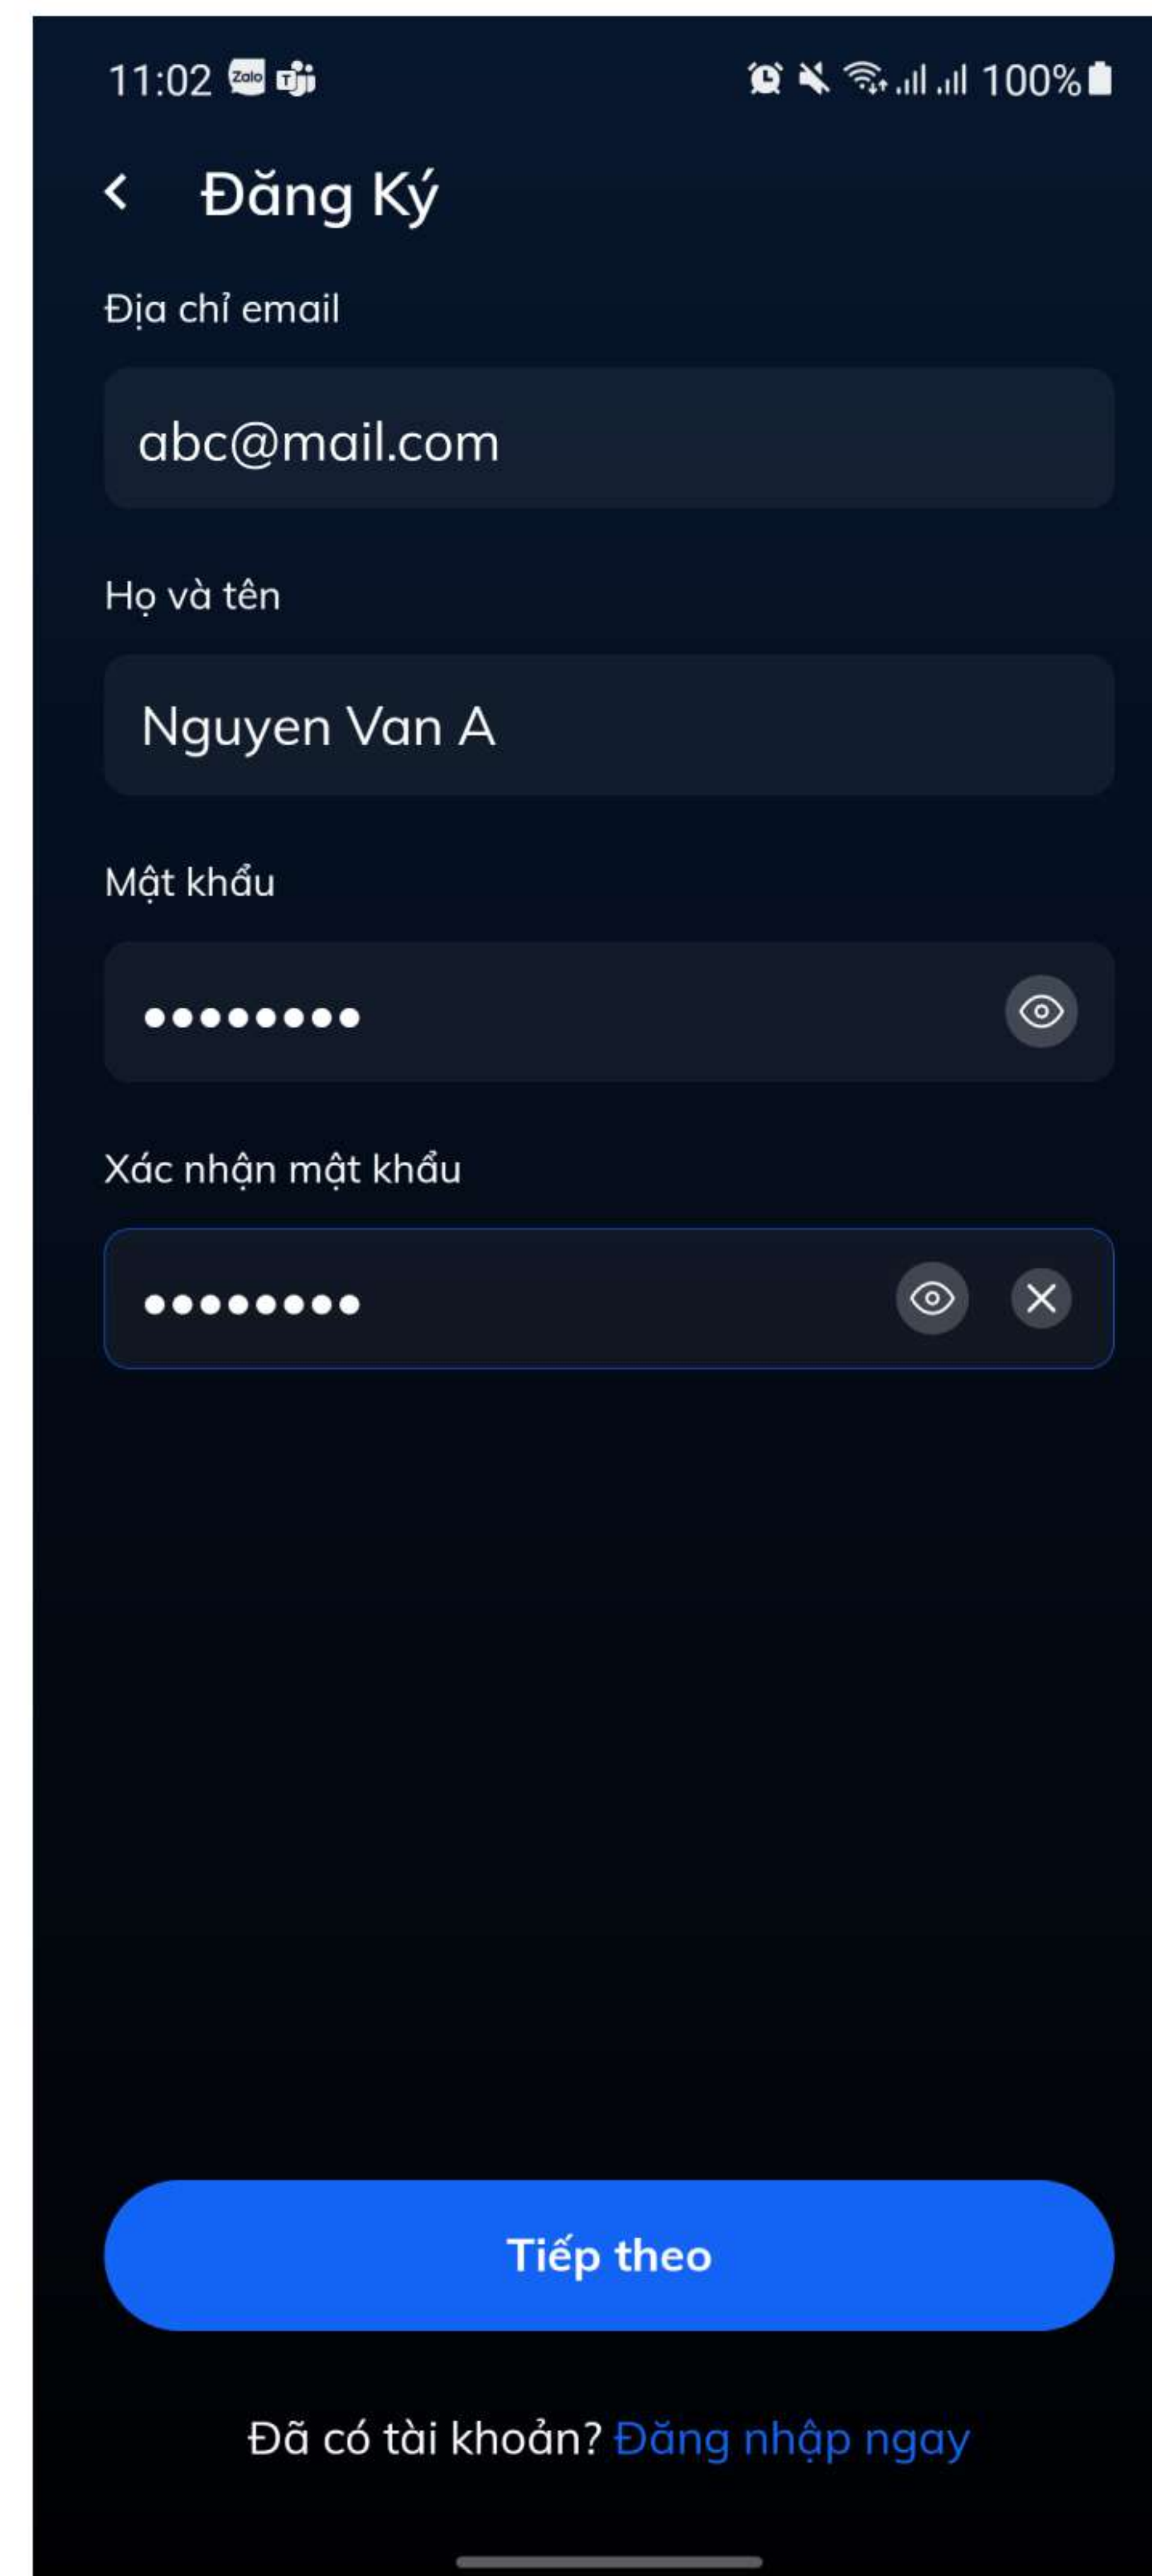 11:02 Zalo 100%
Đăng Ký
Địa chỉ email
abc@mail.com
Họ và tên
Nguyen Van A
Mật khẩu
••••••••
Xác nhận mật khẩu
••••••••
Tiếp theo
Đã có tài khoản? Đăng nhập ngay